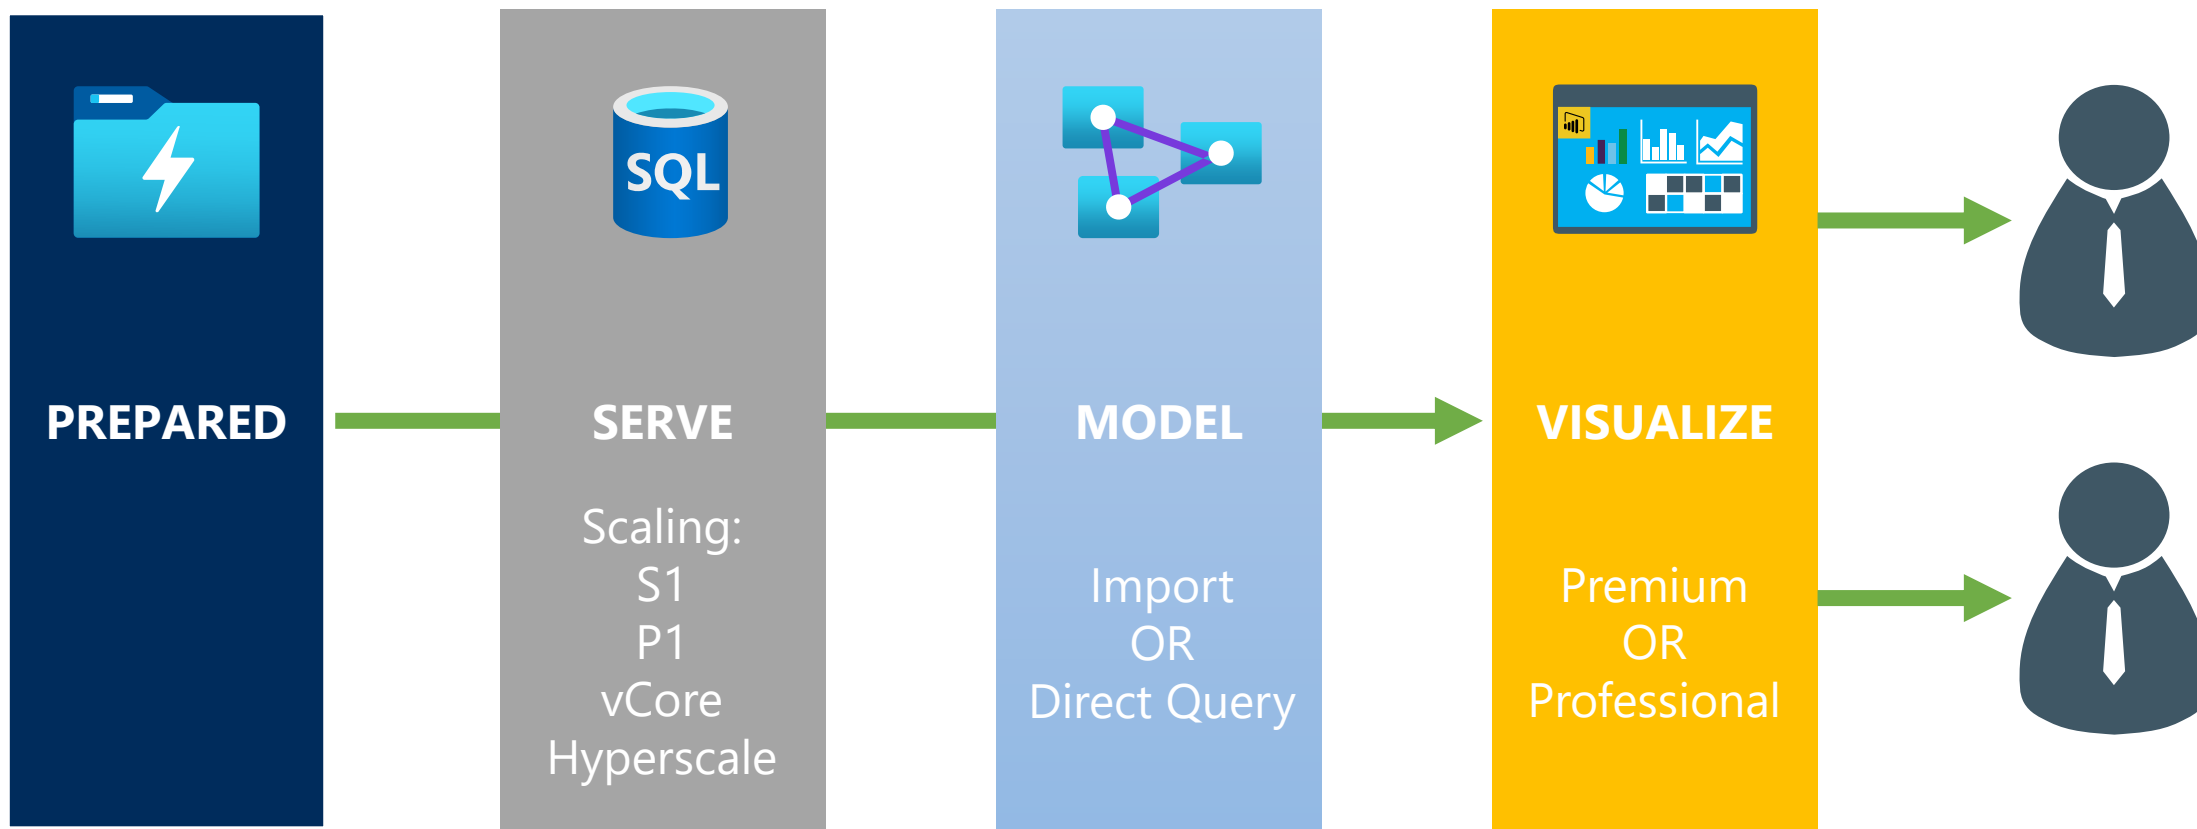 PREPARED
SQL
SERVE
Scaling:
S1
P1
vCore
Hyperscale
MODEL
Import
OR
Direct Query
VISUALIZE
Premium
OR
Professional